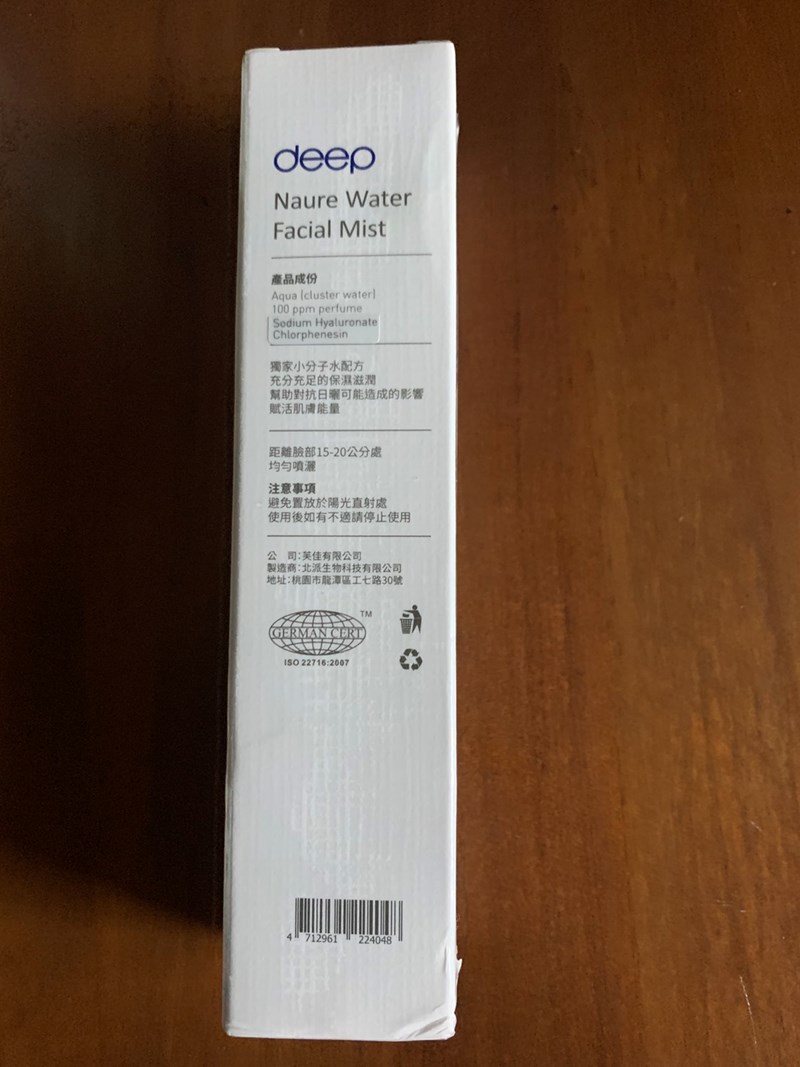 deep
Naure Water
Facial Mist
產品成份
Aqua (cluster water)
100 ppm perfume
Sodium Hyaluronate
Chlorphenesin
獨家小分子水配方
充分充足的保濕滋潤
幫助對抗日曬可能造成的影響
賦活肌膚能量
距離臉部15-20公分處
均勻噴灑
注意事項
避免置放於陽光直射處
使用後如有不適請停止使用
公 司:芙佳有限公司
製造商:北派生物科技有限公司
地址:桃園市龍潭區工七路30號
TM
GERMAN CERT
ISO 22716:2007
4 712961 224048